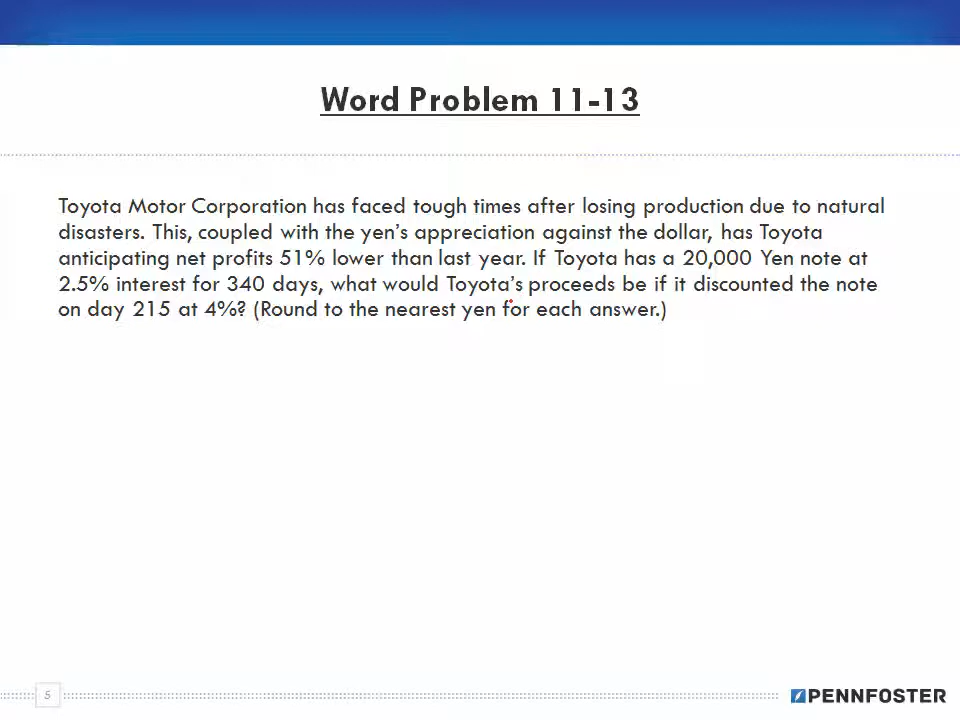 Word Problem 11-13
Toyota Motor Corporation has faced tough times after losing production due to natural
disasters. This, coupled with the yen's appreciation against the dollar, has Toyota
anticipating net profits 51% lower than last year. If Toyota has a 20,000 Yen note at
2.5% interest for 340 days, what would Toyota's proceeds be if it discounted the note
on day 215 at 4%? (Round to the nearest yen for each answer.)
5
PENNFOSTER